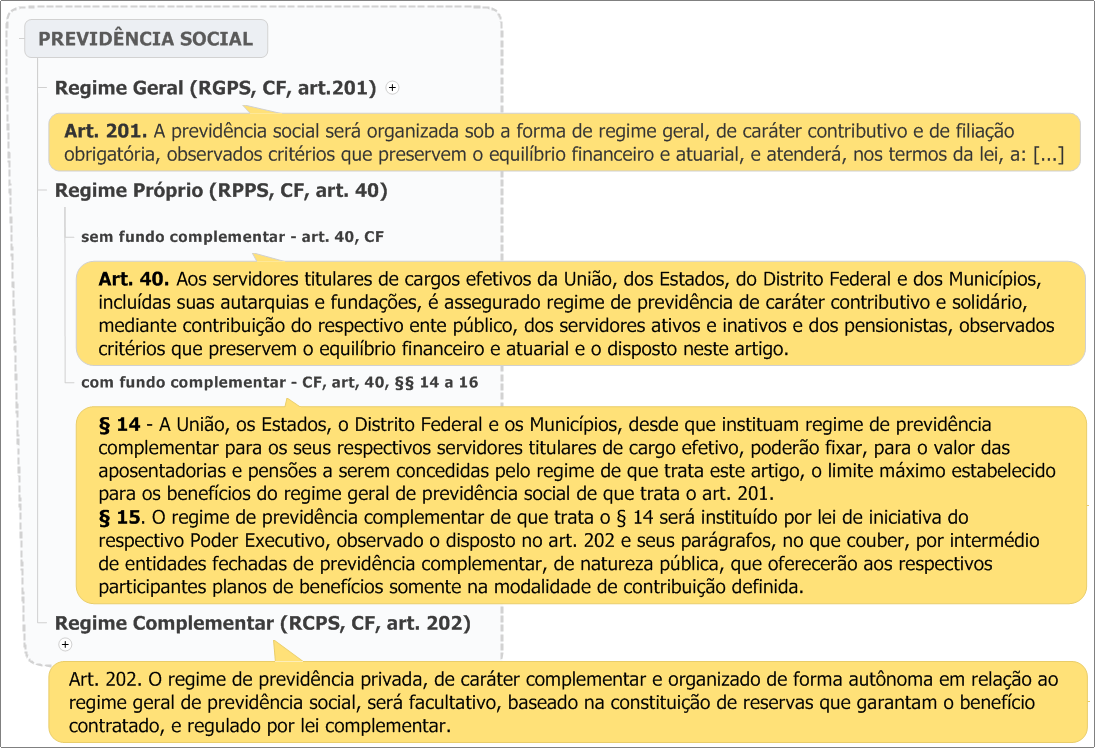 PREVIDÊNCIA SOCIAL
Regime Geral (RGPS, CF, art.201)
Art. 201. A previdência social será organizada sob a forma de regime geral, de caráter contributivo e de filiação
obrigatória, observados critérios que preservem o equilíbrio financeiro e atuarial, e atenderá, nos termos da lei, a: [...]
Regime Próprio (RPPS, CF, art. 40)
sem fundo complementar - art. 40, CF
Art. 40. Aos servidores titulares de cargos efetivos da União, dos Estados, do Distrito Federal e dos Municípios,
incluídas suas autarquias e fundações, é assegurado regime de previdência de caráter contributivo e solidário,
mediante contribuição do respectivo ente público, dos servidores ativos e inativos e dos pensionistas, observados
critérios que preservem o equilíbrio financeiro e atuarial e o disposto neste artigo.
com fundo complementar - CF, art, 40, §§ 14 a 16
§ 14 - A União, os Estados, o Distrito Federal e os Municípios, desde que instituam regime de previdência
complementar para os seus respectivos servidores titulares de cargo efetivo, poderão fixar, para o valor das
aposentadorias e pensões a serem concedidas pelo regime de que trata este artigo, o limite máximo estabelecido
para os benefícios do regime geral de previdência social de que trata o art. 201.
§ 15. O regime de previdência complementar de que trata o § 14 será instituído por lei de iniciativa do
respectivo Poder Executivo, observado o disposto no art. 202 e seus parágrafos, no que couber, por intermédio
de entidades fechadas de previdência complementar, de natureza pública, que oferecerão aos respectivos
participantes planos de benefícios somente na modalidade de contribuição definida.
Regime Complementar (RCPS, CF, art. 202)
Art. 202. O regime de previdência privada, de caráter complementar e organizado de forma autônoma em relação ao
regime geral de previdência social, será facultativo, baseado na constituição de reservas que garantam o benefício
contratado, e regulado por lei complementar.